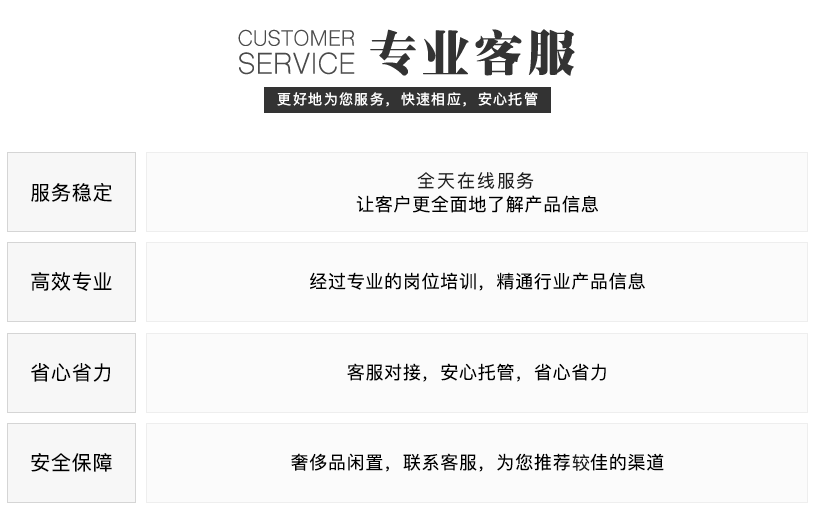 CUSTOMER
SERVICE
专业客服
更好地为您服务，快速相应，安心托管
服务稳定
全天在线服务
让客户更全面地了解产品信息
高效专业
经过专业的岗位培训，精通行业产品信息
省心省力
客服对接，安心托管，省心省力
安全保障
奢侈品闲置，联系客服，为您推荐较佳的渠道